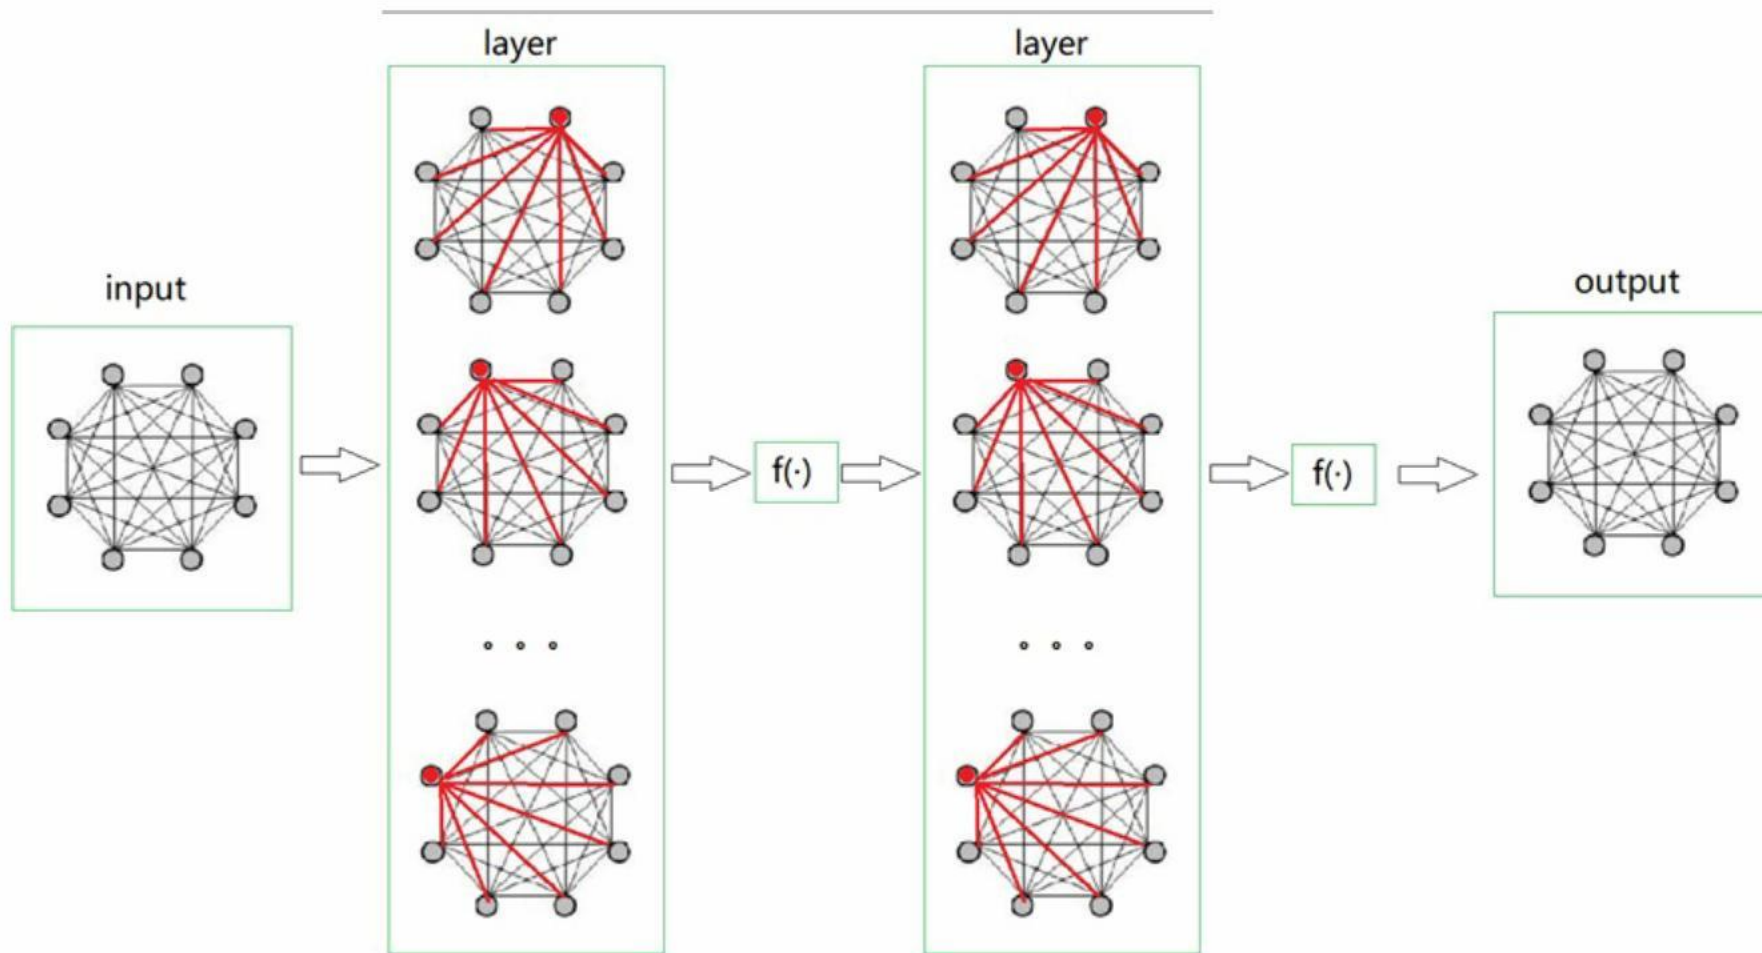 layer
layer
input
output
f(·)
f(·)